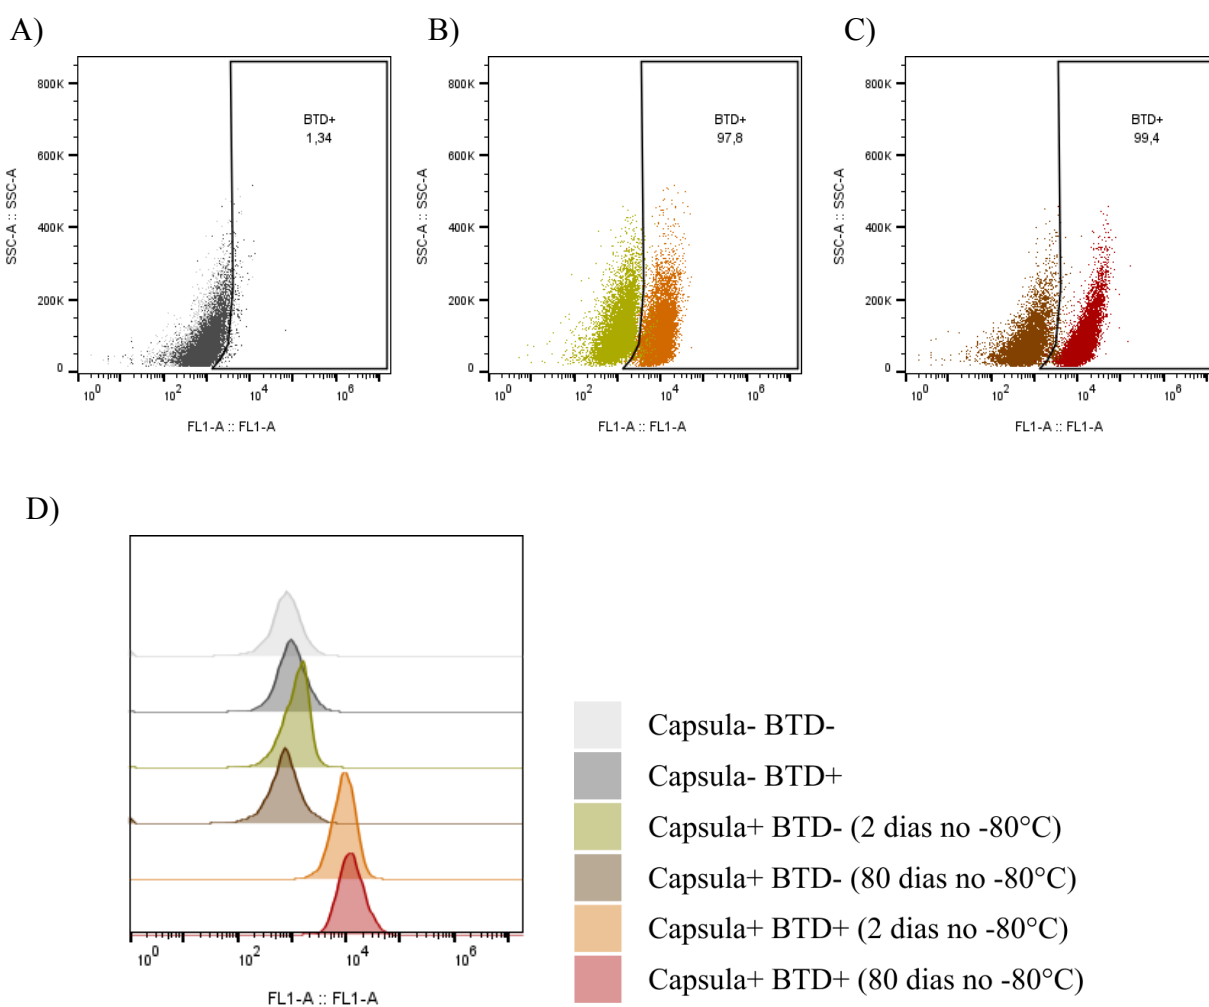 A)
B)
C)
800K
600K
400K
200K
0
SSC-A :: SSC-A
BTD+
1,34
10^0
10^2
10^4
10^6
FL1-A :: FL1-A
800K
600K
400K
200K
0
SSC-A :: SSC-A
BTD+
97,8
10^0
10^2
10^4
10^6
FL1-A :: FL1-A
800K
600K
400K
200K
0
SSC-A :: SSC-A
BTD+
99,4
10^0
10^2
10^4
10^6
FL1-A :: FL1-A
D)
10^0
10^2
10^4
10^6
FL1-A :: FL1-A
Capsula- BTD-
Capsula- BTD+
Capsula+ BTD- (2 dias no -80°C)
Capsula+ BTD- (80 dias no -80°C)
Capsula+ BTD+ (2 dias no -80°C)
Capsula+ BTD+ (80 dias no -80°C)